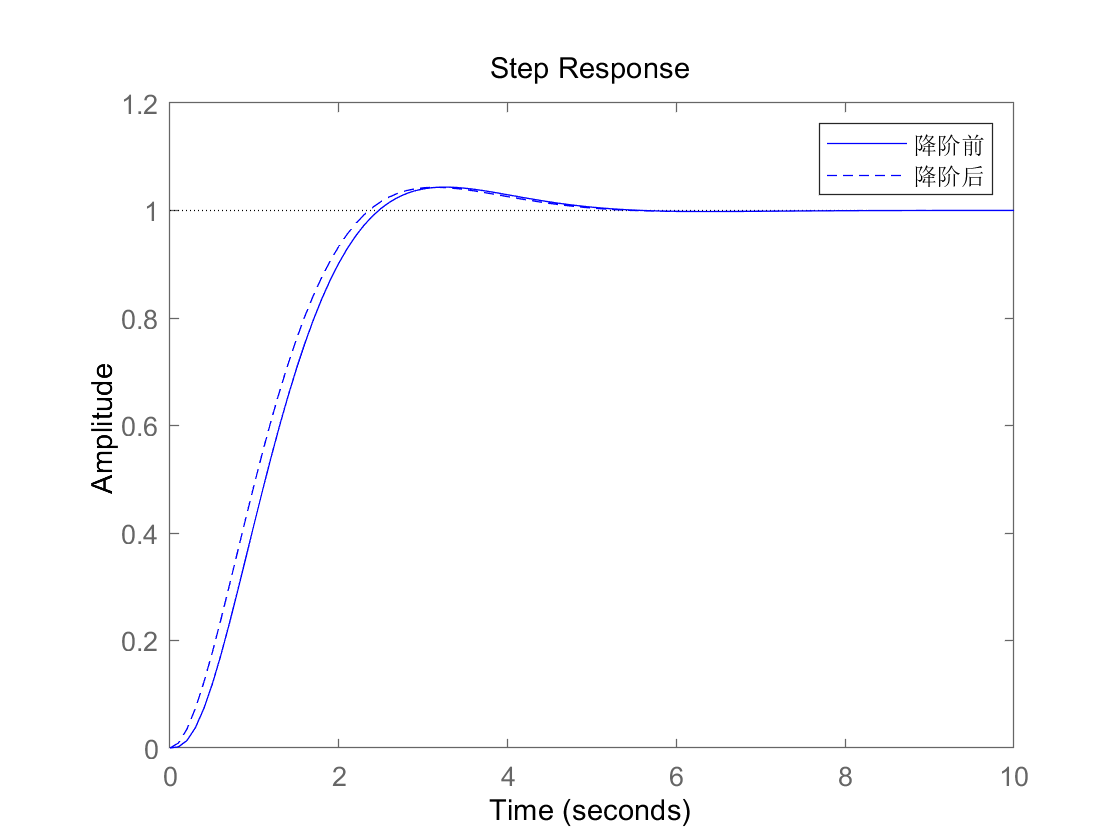 Step Response
降阶前
降阶后
Amplitude
1.2
1
0.8
0.6
0.4
0.2
0
0 2 4 6 8 10
Time (seconds)